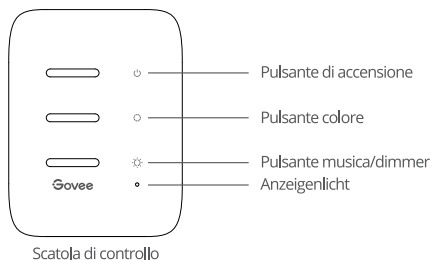 Pulsante di accensione
Pulsante colore
Pulsante musica/dimmer
Govee
Anzeigenlicht
Scatola di controllo